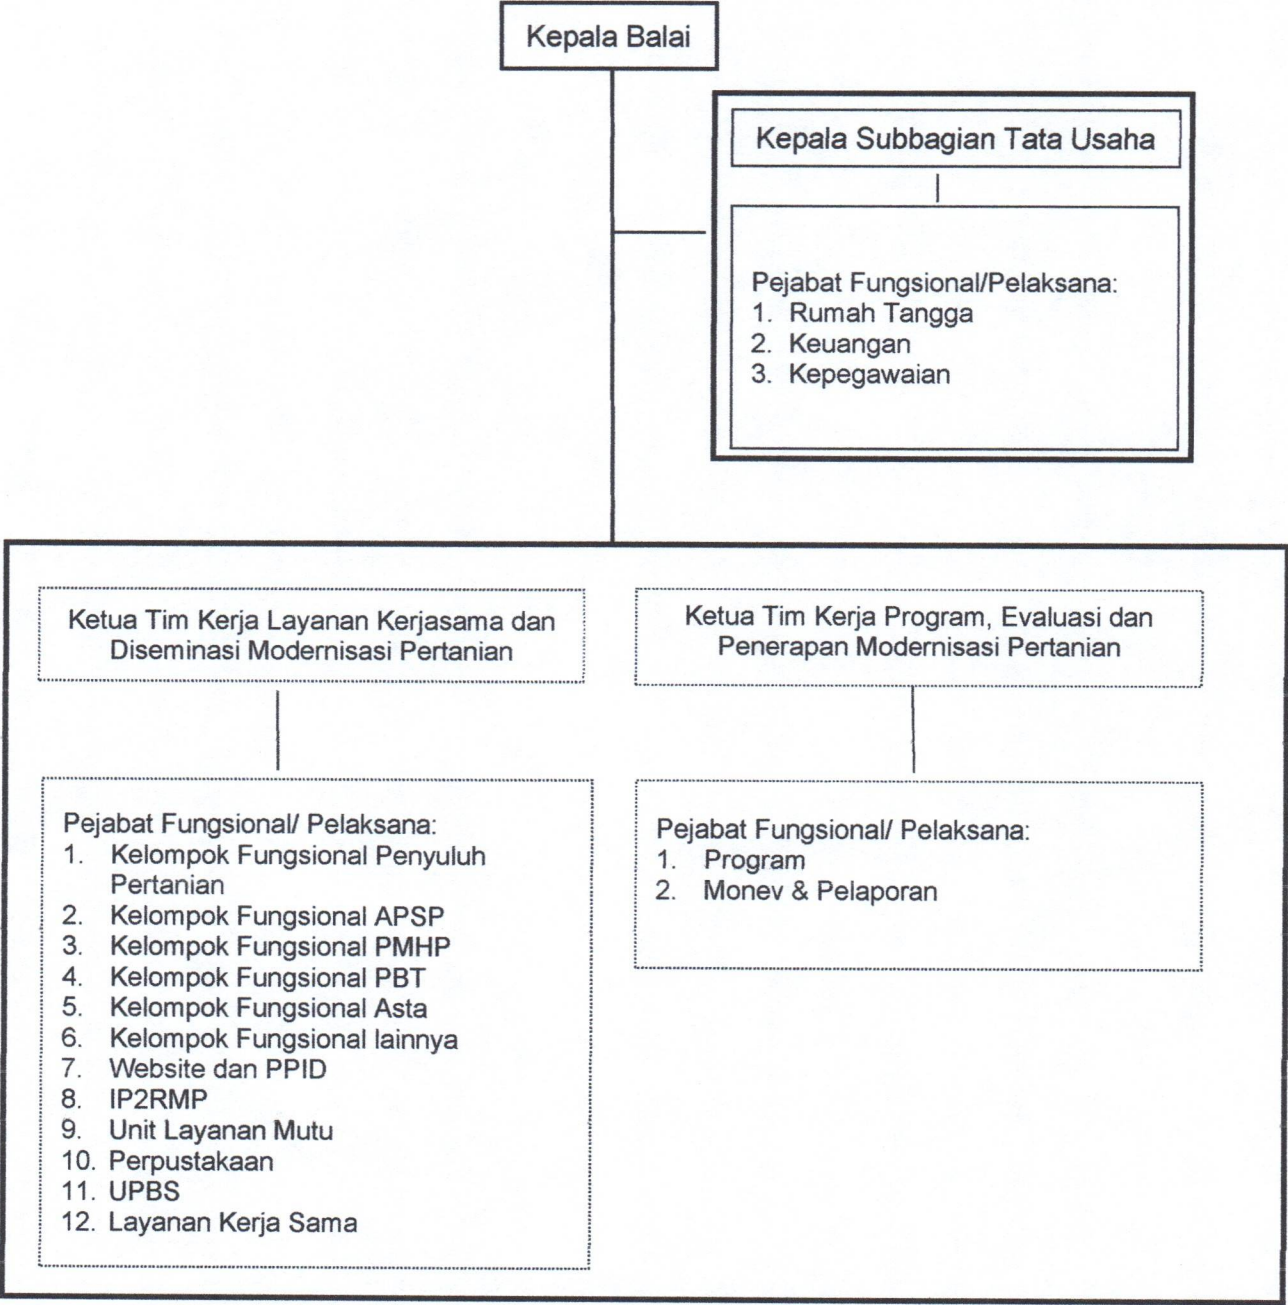 Kepala Balai
Kepala Subbagian Tata Usaha
Pejabat Fungsional/Pelaksana:
1. Rumah Tangga
2. Keuangan
3. Kepegawaian
Ketua Tim Kerja Layanan Kerjasama dan
Diseminasi Modernisasi Pertanian
Pejabat Fungsional/ Pelaksana:
1. Kelompok Fungsional Penyuluh
Pertanian
2. Kelompok Fungsional APSP
3. Kelompok Fungsional PMHP
4. Kelompok Fungsional PBT
5. Kelompok Fungsional Asta
6. Kelompok Fungsional lainnya
7. Website dan PPID
8. IP2RMP
9. Unit Layanan Mutu
10. Perpustakaan
11. UPBS
12. Layanan Kerja Sama
Ketua Tim Kerja Program, Evaluasi dan
Penerapan Modernisasi Pertanian
Pejabat Fungsional/ Pelaksana:
1. Program
2. Monev & Pelaporan